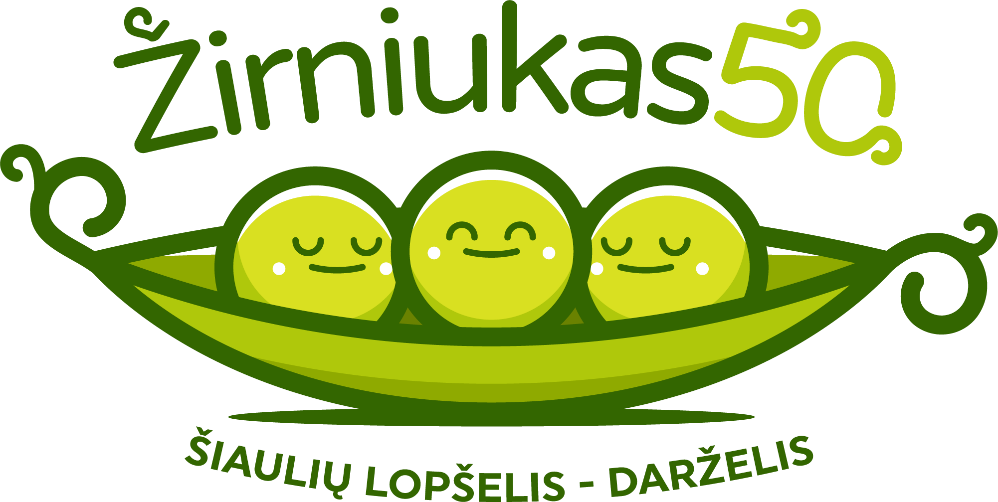 Žirniukas50
ŠIAULIŲ LOPŠELIS - DARŽELIS